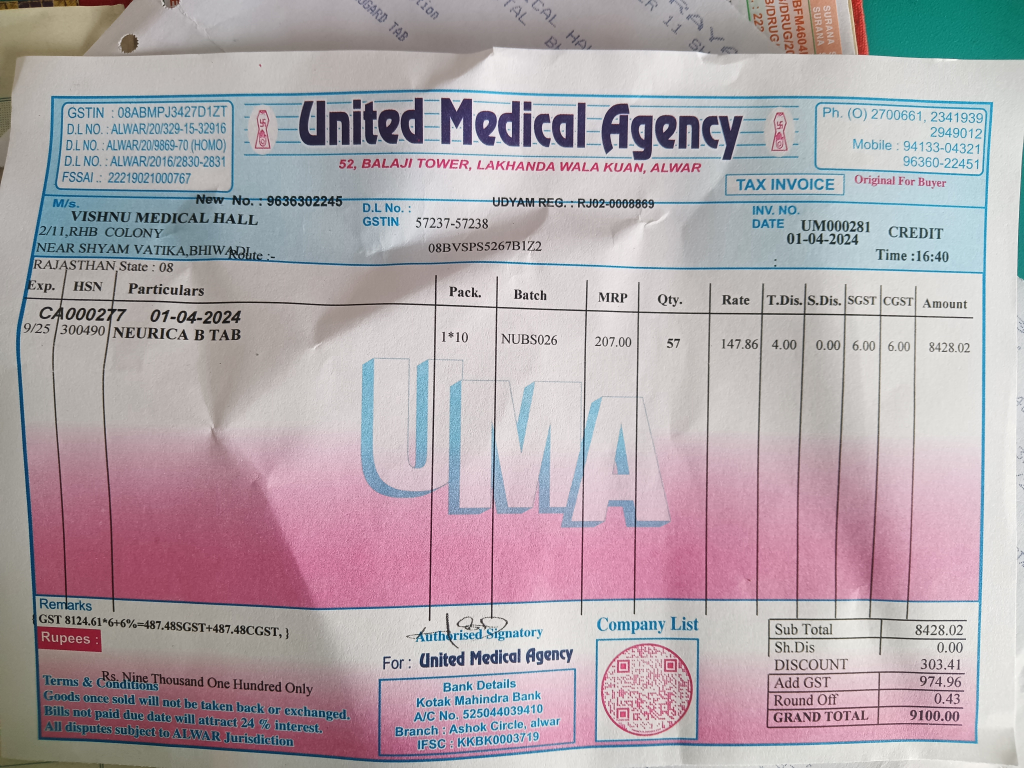 GSTIN : 08ABMPJ3427D1ZT
D.L NO. : ALWAR/20/329-15-32916
D.L NO. : ALWAR/20/9869-70 (HOMO)
D.L NO. : ALWAR/2016/2830-2831
FSSAI .: 22219021000767
United Medical Agency
52, BALAJI TOWER, LAKHANDA WALA KUAN, ALWAR
Ph. (O) 2700661, 2341939
2949012
Mobile : 94133-04321
96360-22451
TAX INVOICE
Original For Buyer
New No. : 9636302245
UDYAM REG. : RJ02-0008869
M/s.
VISHNU MEDICAL HALL
2/11,RHB COLONY
NEAR SHYAM VATIKA,BHIWADI
Route :-
RAJASTHAN State : 08
D.L No. :
GSTIN 57237-57238
08BVSPS5267B1Z2
INV. NO. UM000281 CREDIT
DATE 01-04-2024
: Time :16:40
Exp. HSN Particulars Pack. Batch MRP Qty. Rate T.Dis. S.Dis. SGST CGST Amount
CA000277 01-04-2024
9/25 300490 NEURICA B TAB 1*10 NUBS026 207.00 57 147.86 4.00 0.00 6.00 6.00 8428.02
UMA
Remarks
GST 8124.61*6+6%=487.48SGST+487.48CGST, }
Rupees :
Rs. Nine Thousand One Hundred Only
Terms & Conditions
Goods once sold will not be taken back or exchanged.
Bills not paid due date will attract 24 % interest.
All disputes subject to ALWAR Jurisdiction
Authorised Signatory
For : United Medical Agency
Bank Details
Kotak Mahindra Bank
A/C No. 525044039410
Branch : Ashok Circle, alwar
IFSC : KKBK0003719
Company List
Sub Total 8428.02
Sh.Dis 0.00
DISCOUNT 303.41
Add GST 974.96
Round Off 0.43
GRAND TOTAL 9100.00